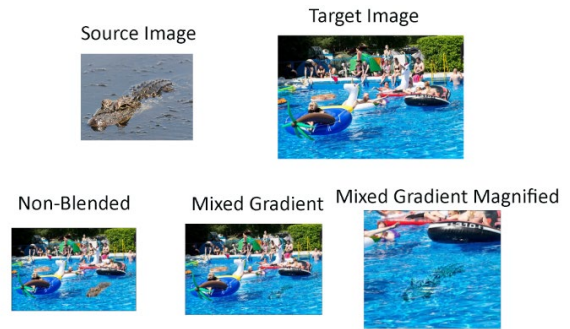 Source Image
Target Image
Non-Blended
Mixed Gradient
Mixed Gradient Magnified